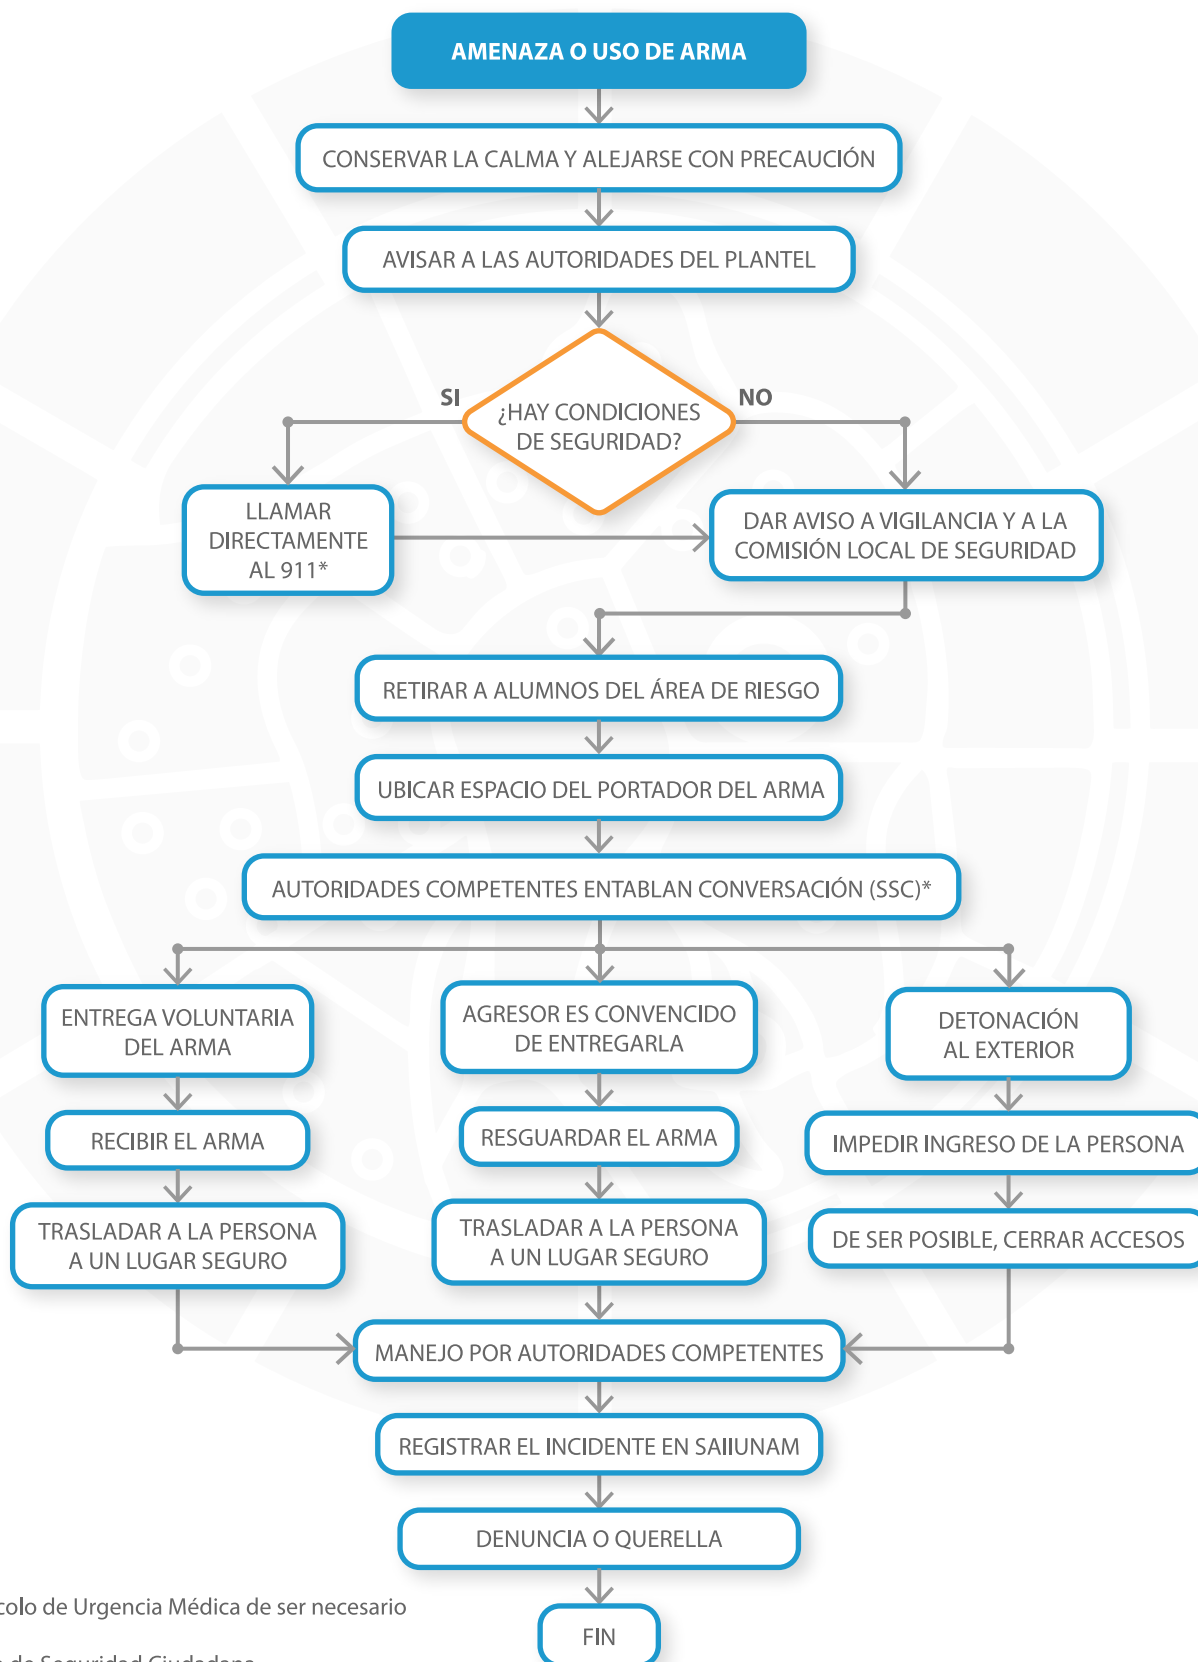 AMENAZA O USO DE ARMA
CONSERVAR LA CALMA Y ALEJARSE CON PRECAUCIÓN
AVISAR A LAS AUTORIDADES DEL PLANTEL
SI
NO
¿HAY CONDICIONES
DE SEGURIDAD?
LLAMAR
DIRECTAMENTE
AL 911*
DAR AVISO A VIGILANCIA Y A LA
COMISIÓN LOCAL DE SEGURIDAD
RETIRAR A ALUMNOS DEL ÁREA DE RIESGO
UBICAR ESPACIO DEL PORTADOR DEL ARMA
AUTORIDADES COMPETENTES ENTABLAN CONVERSACIÓN (SSC)*
ENTREGA VOLUNTARIA
DEL ARMA
AGRESOR ES CONVENCIDO
DE ENTREGARLA
DETONACIÓN
AL EXTERIOR
RECIBIR EL ARMA
RESGUARDAR EL ARMA
IMPEDIR INGRESO DE LA PERSONA
TRASLADAR A LA PERSONA
A UN LUGAR SEGURO
TRASLADAR A LA PERSONA
A UN LUGAR SEGURO
DE SER POSIBLE, CERRAR ACCESOS
MANEJO POR AUTORIDADES COMPETENTES
REGISTRAR EL INCIDENTE EN SAIIUNAM
DENUNCIA O QUERELLA
colo de Urgencia Médica de ser necesario
FIN
de Seguridad Ciudadana